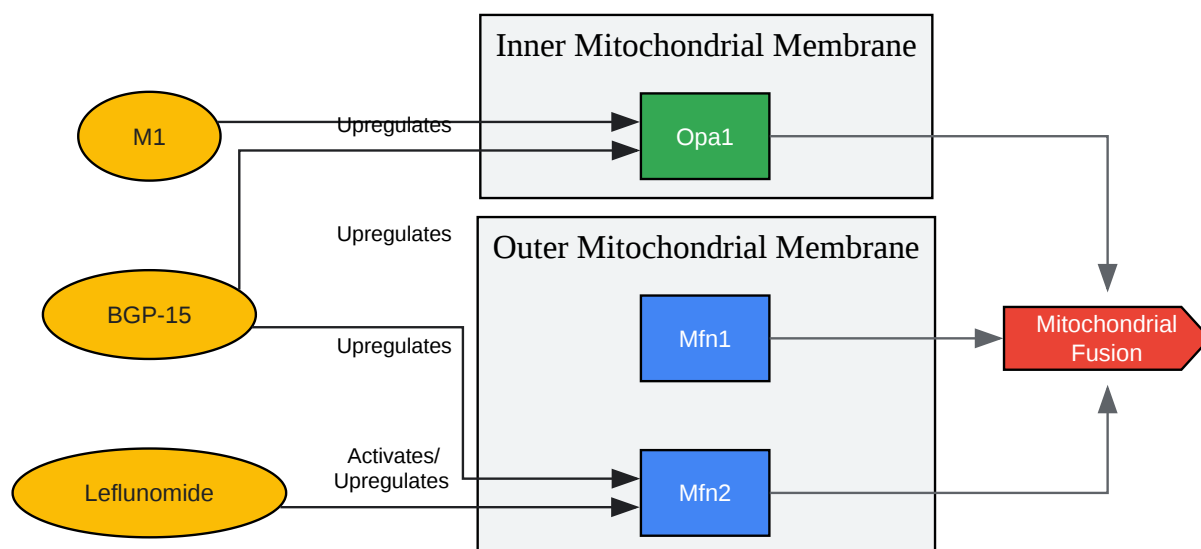 Inner Mitochondrial Membrane
M1
Upregulates
Opa1
Upregulates
Outer Mitochondrial Membrane
BGP-15
Upregulates
Mfn1
Mitochondrial
Fusion
Activates/
Upregulates
Leflunomide
Mfn2